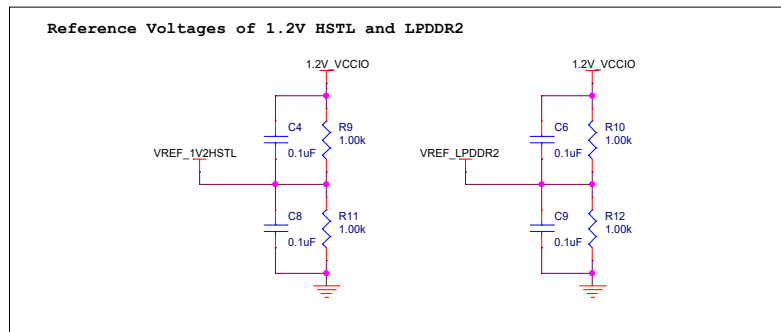 Reference Voltages of 1.2V HSTL and LPDDR2
1.2V_VCCIO
C4
0.1uF
R9
1.00k
VREF_1V2HSTL
C8
0.1uF
R11
1.00k
1.2V_VCCIO
C6
0.1uF
R10
1.00k
VREF_LPDDR2
C9
0.1uF
R12
1.00k